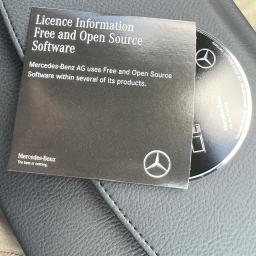 Licence Information
Free and Open Source
Software
Mercedes-Benz AG uses Free and Open Source
Software within several of its products.
Mercedes-Benz
The best or nothing.